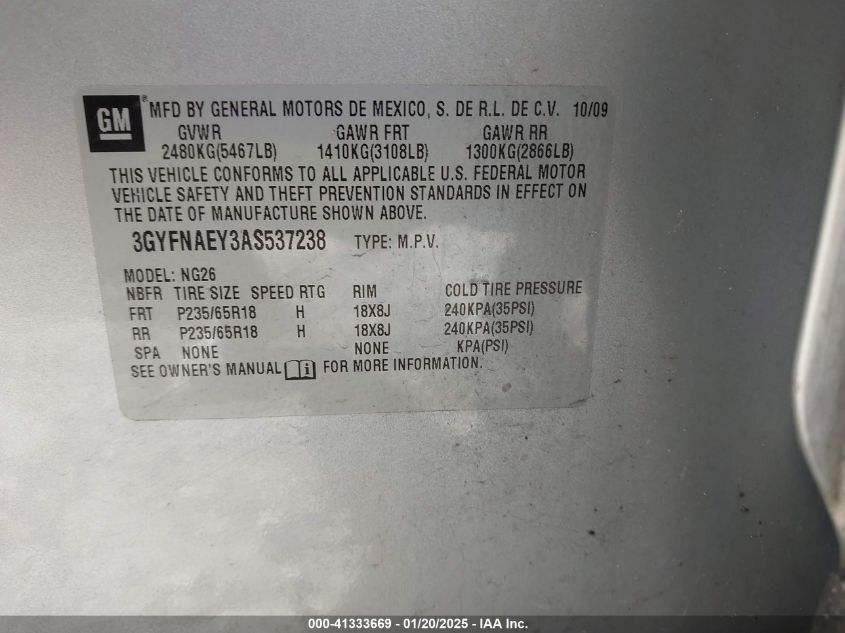 GM
® MFD BY GENERAL MOTORS DE MEXICO, S. DE R.L. DE C.V. 10/09
GVWR GAWR FRT GAWR RR
2480KG(5467LB) 1410KG(3108LB) 1300KG(2866LB)
THIS VEHICLE CONFORMS TO ALL APPLICABLE U.S. FEDERAL MOTOR
VEHICLE SAFETY AND THEFT PREVENTION STANDARDS IN EFFECT ON
THE DATE OF MANUFACTURE SHOWN ABOVE.
3GYFNAEY3AS537238 TYPE: M.P.V.
MODEL: NG26
NBFR TIRE SIZE SPEED RTG RIM COLD TIRE PRESSURE
FRT P235/65R18 H 18X8J 240KPA(35PSI)
RR P235/65R18 H 18X8J 240KPA(35PSI)
SPA NONE NONE KPA(PSI)
SEE OWNER'S MANUAL FOR MORE INFORMATION.
000-41333669 - 01/20/2025 - IAA Inc.